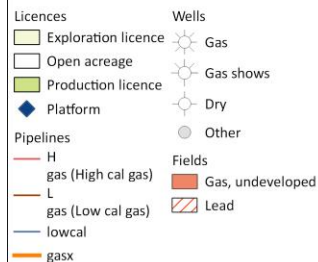 Licences
Exploration licence
Open acreage
Production licence
Platform
Pipelines
H
gas (High cal gas)
L
gas (Low cal gas)
lowcal
gasx
Wells
Gas
Gas shows
Dry
Other
Fields
Gas, undeveloped
Lead